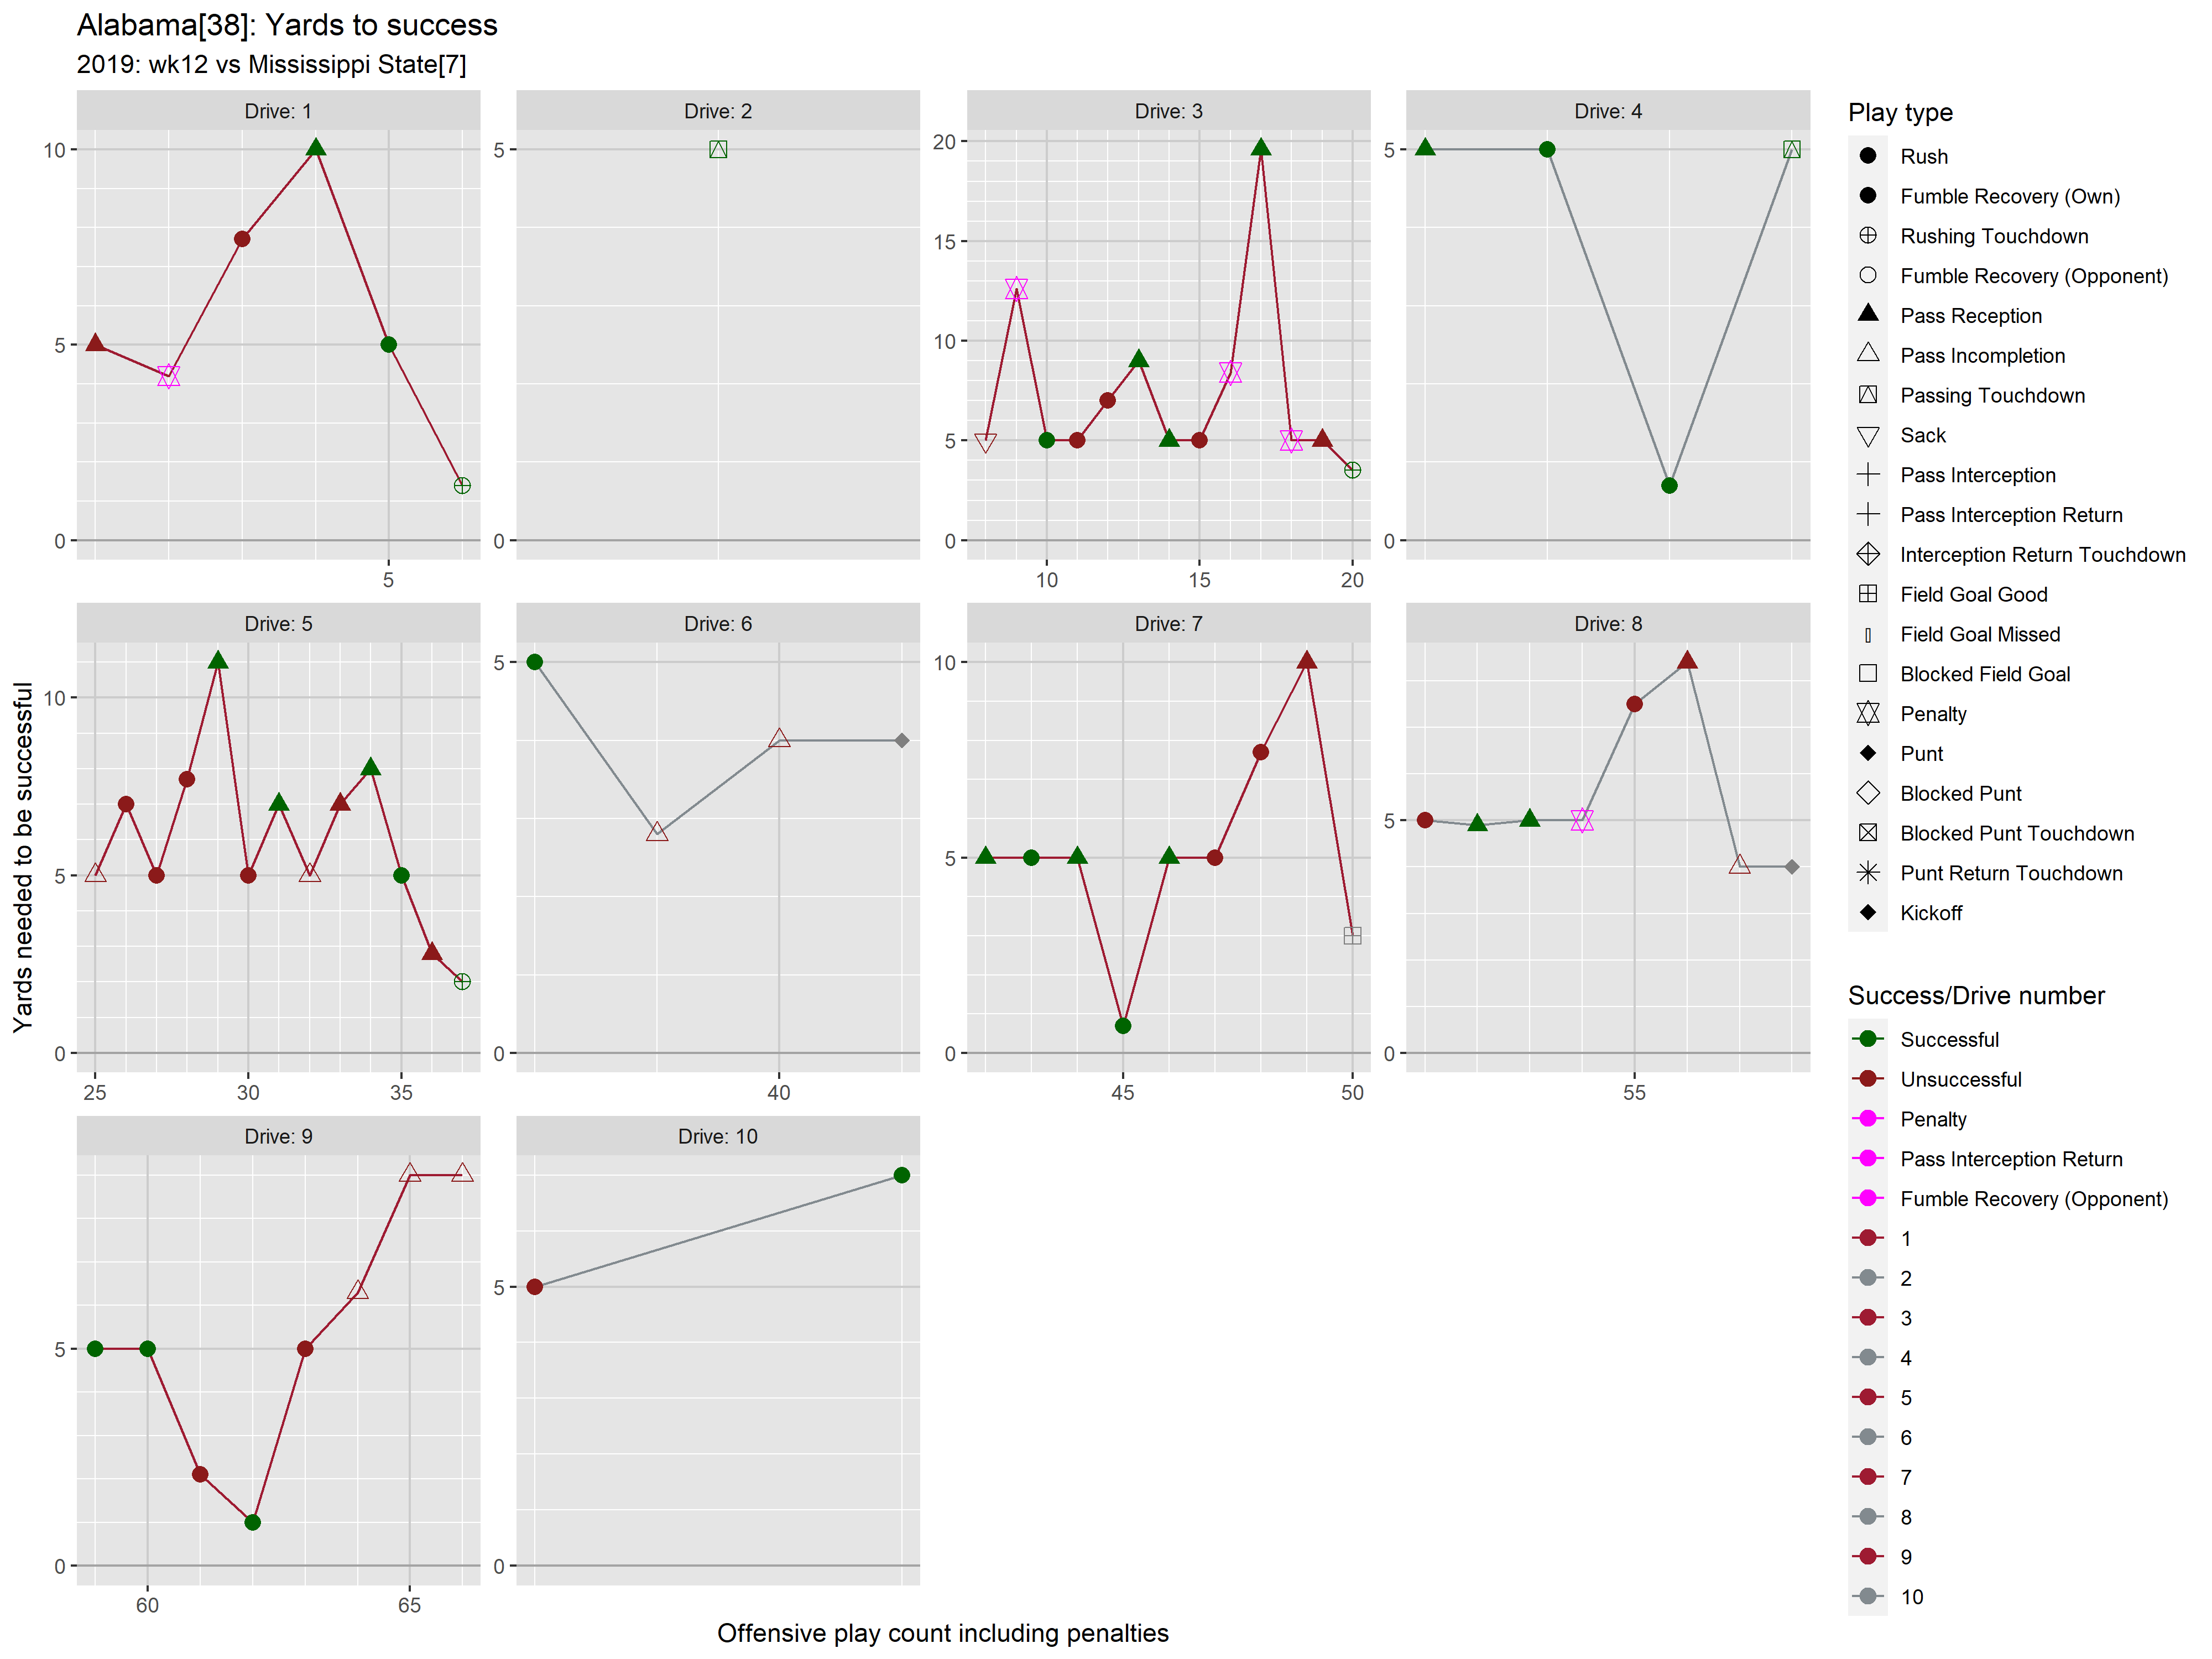 Alabama[38]: Yards to success
2019: wk12 vs Mississippi State[7]
Drive: 1
Drive: 2
Drive: 3
Drive: 4
10
5
0
5
5
0
20
15
10
5
0
10
15
20
5
0
Drive: 5
Drive: 6
Drive: 7
Drive: 8
10
5
0
25
30
35
5
0
40
10
5
0
45
50
5
0
55
Drive: 9
Drive: 10
5
0
60
65
5
0
Yards needed to be successful
Offensive play count including penalties
Play type
Rush
Fumble Recovery (Own)
Rushing Touchdown
Fumble Recovery (Opponent)
Pass Reception
Pass Incompletion
Passing Touchdown
Sack
Pass Interception
Pass Interception Return
Interception Return Touchdown
Field Goal Good
Field Goal Missed
Blocked Field Goal
Penalty
Punt
Blocked Punt
Blocked Punt Touchdown
Punt Return Touchdown
Kickoff
Success/Drive number
Successful
Unsuccessful
Penalty
Pass Interception Return
Fumble Recovery (Opponent)
1
2
3
4
5
6
7
8
9
10